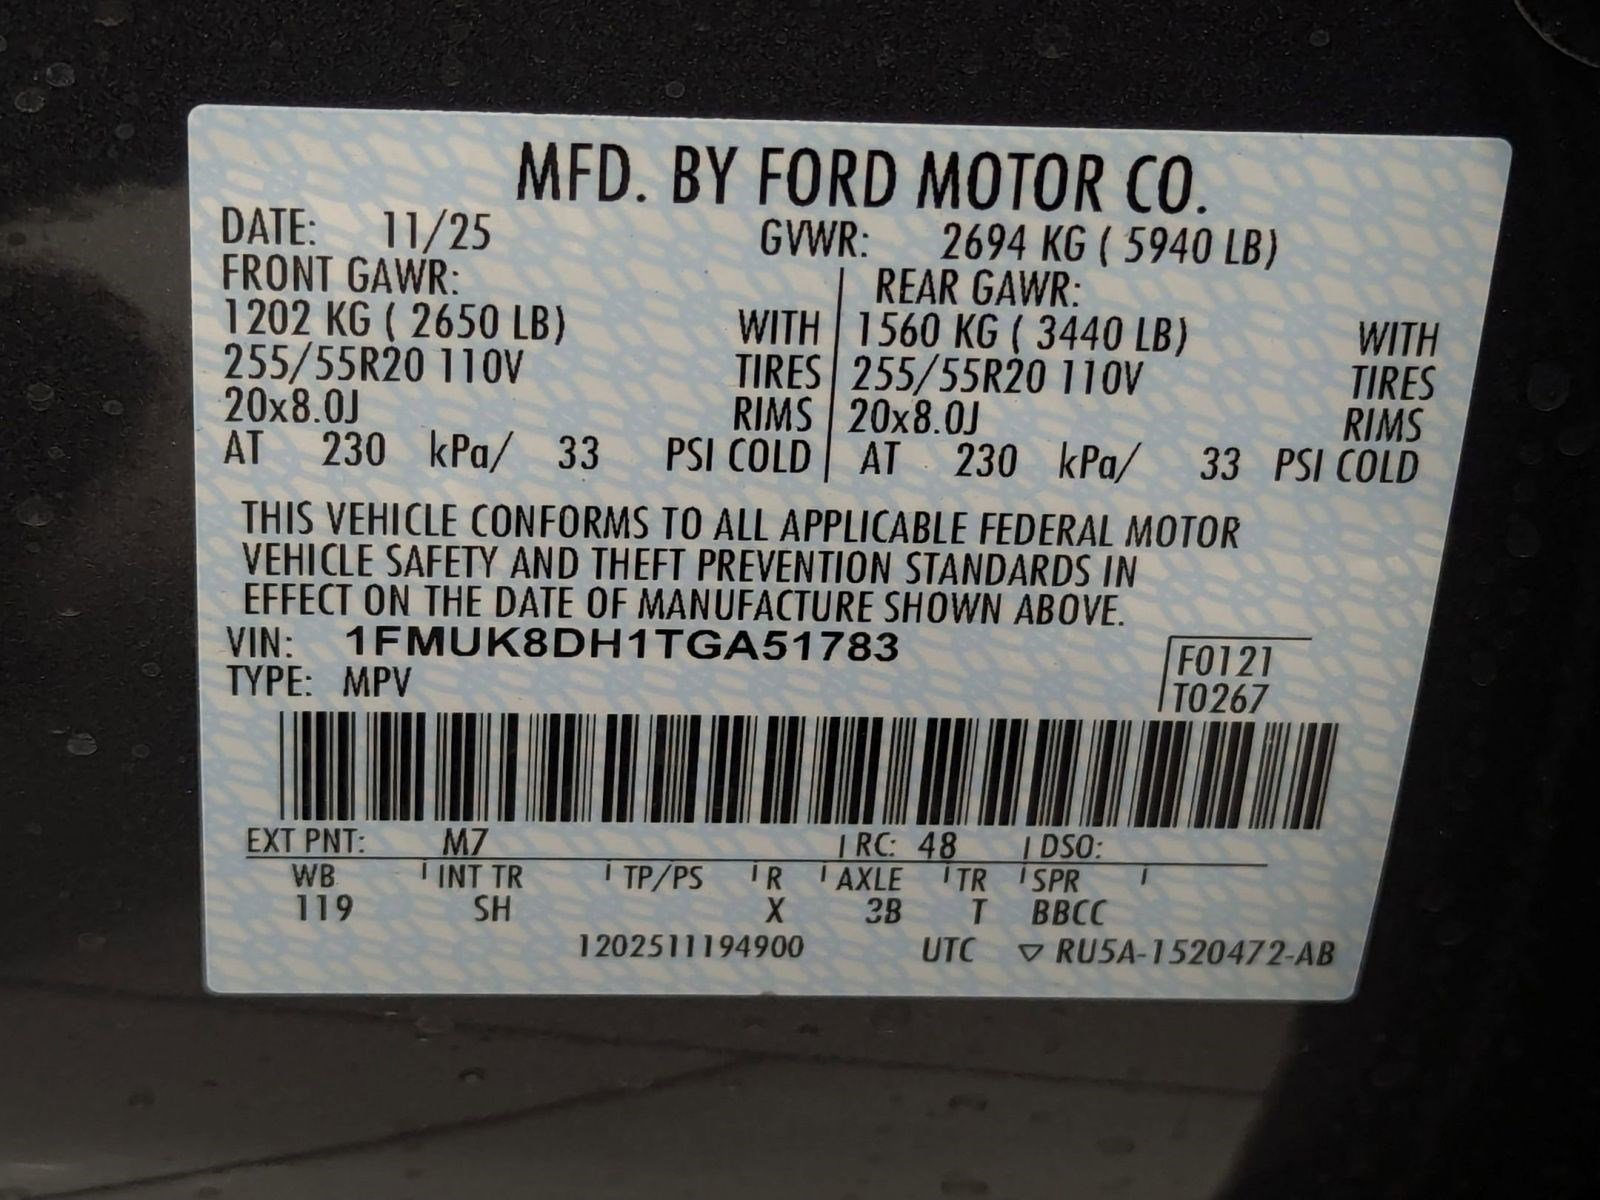 MFD. BY FORD MOTOR CO.
DATE: 11/25 GVWR: 2694 KG ( 5940 LB)
FRONT GAWR: REAR GAWR:
1202 KG ( 2650 LB) WITH 1560 KG ( 3440 LB) WITH
255/55R20 110V TIRES 255/55R20 110V TIRES
20x8.0J RIMS 20x8.0J RIMS
AT 230 kPa/ 33 PSI COLD AT 230 kPa/ 33 PSI COLD
THIS VEHICLE CONFORMS TO ALL APPLICABLE FEDERAL MOTOR
VEHICLE SAFETY AND THEFT PREVENTION STANDARDS IN
EFFECT ON THE DATE OF MANUFACTURE SHOWN ABOVE.
VIN: 1FMUK8DH1TGA51783
F0121
TYPE: MPV
T0267
EXT PNT: M7 RC: 48 DSO:
WB INT TR TP/PS R AXLE TR SPR
119 SH X 3B T BBCC
1202511194900 UTC ▽ RU5A-1520472-AB